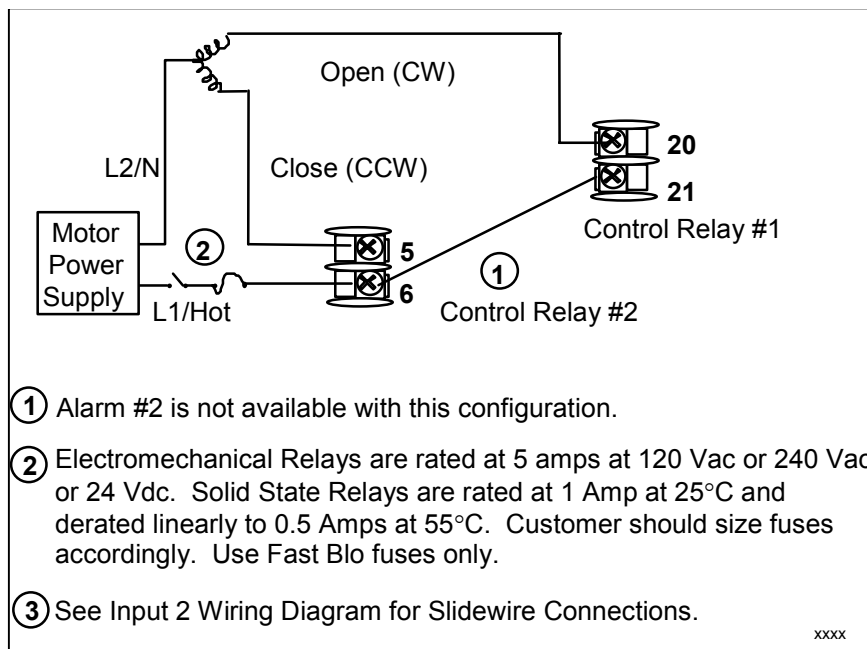 Open (CW)
20
L2/N
Close (CCW)
21
Control Relay #1
Motor
Power
Supply
2
5
1
6
L1/Hot
Control Relay #2
1 Alarm #2 is not available with this configuration.
2 Electromechanical Relays are rated at 5 amps at 120 Vac or 240 Vac
or 24 Vdc. Solid State Relays are rated at 1 Amp at 25°C and
derated linearly to 0.5 Amps at 55°C. Customer should size fuses
accordingly. Use Fast Blo fuses only.
3 See Input 2 Wiring Diagram for Slidewire Connections.
xxxx